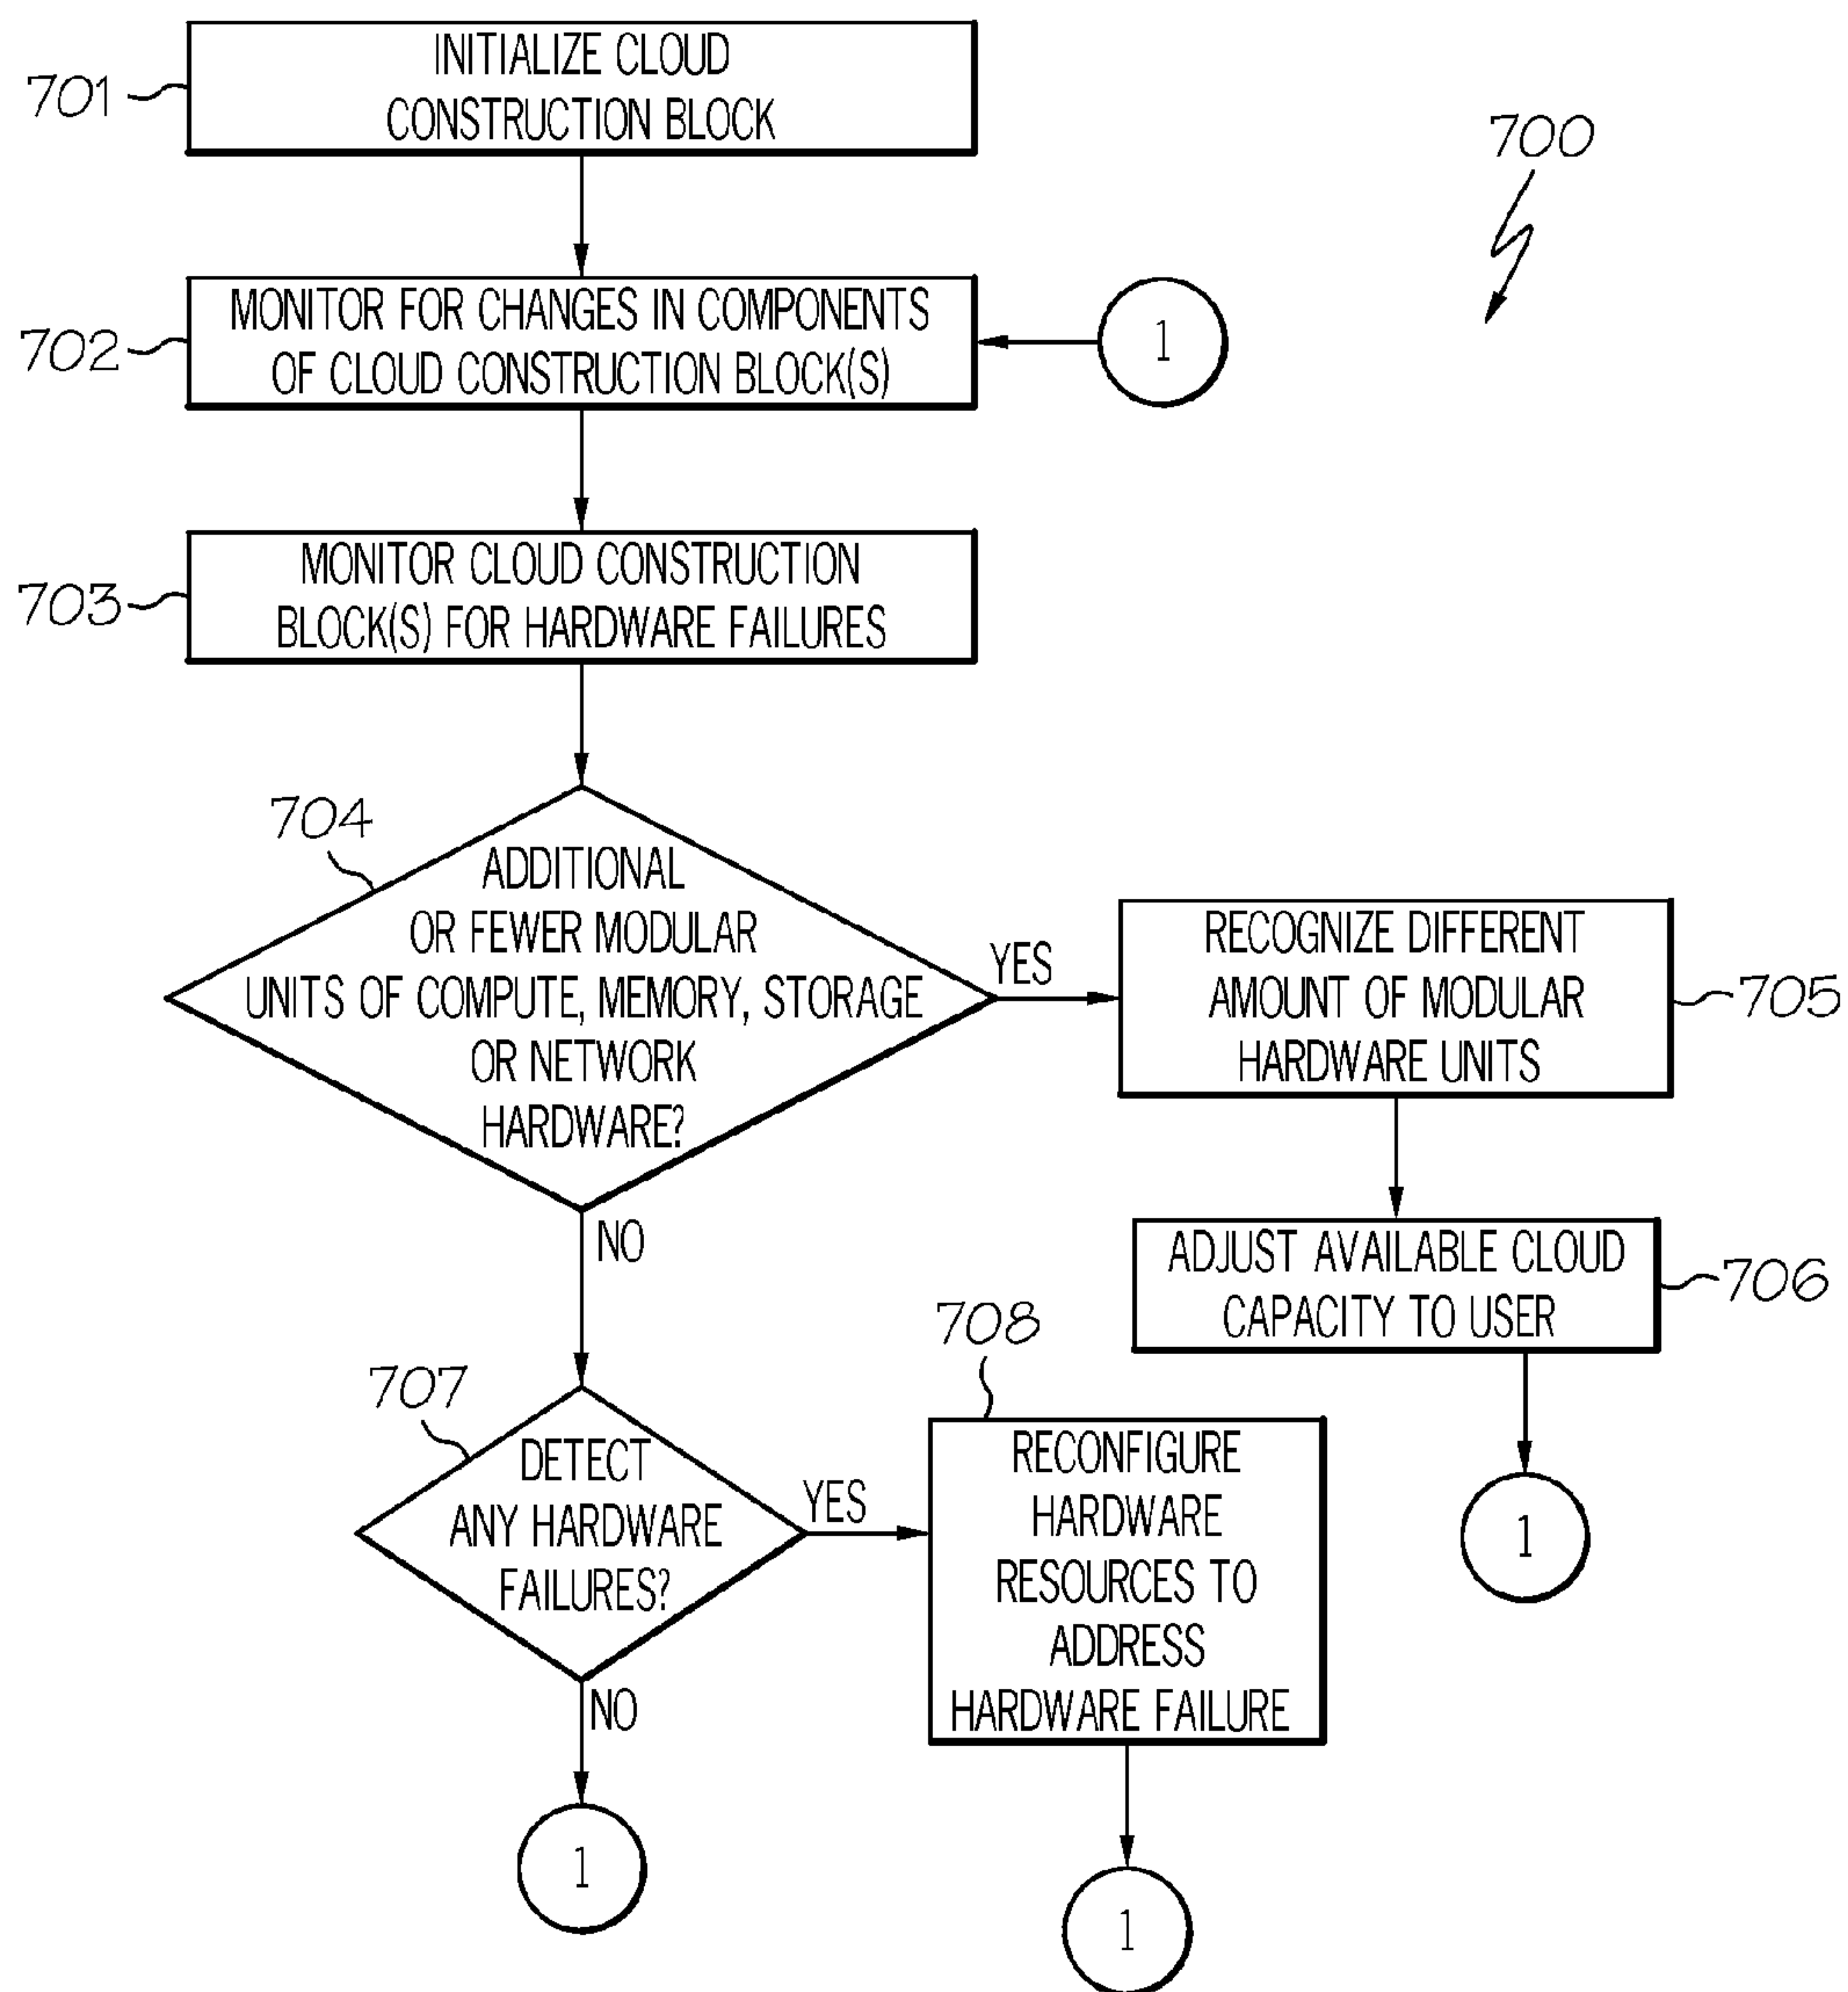 701
INITIALIZE CLOUD
CONSTRUCTION BLOCK
700
702
MONITOR FOR CHANGES IN COMPONENTS
OF CLOUD CONSTRUCTION BLOCK(S)
1
703
MONITOR CLOUD CONSTRUCTION
BLOCK(S) FOR HARDWARE FAILURES
704
ADDITIONAL
OR FEWER MODULAR
UNITS OF COMPUTE, MEMORY, STORAGE
OR NETWORK
HARDWARE?
YES
RECOGNIZE DIFFERENT
AMOUNT OF MODULAR
HARDWARE UNITS
705
ADJUST AVAILABLE CLOUD
CAPACITY TO USER
706
1
NO
707
DETECT
ANY HARDWARE
FAILURES?
YES
708
RECONFIGURE
HARDWARE
RESOURCES TO
ADDRESS
HARDWARE FAILURE
NO
1
1